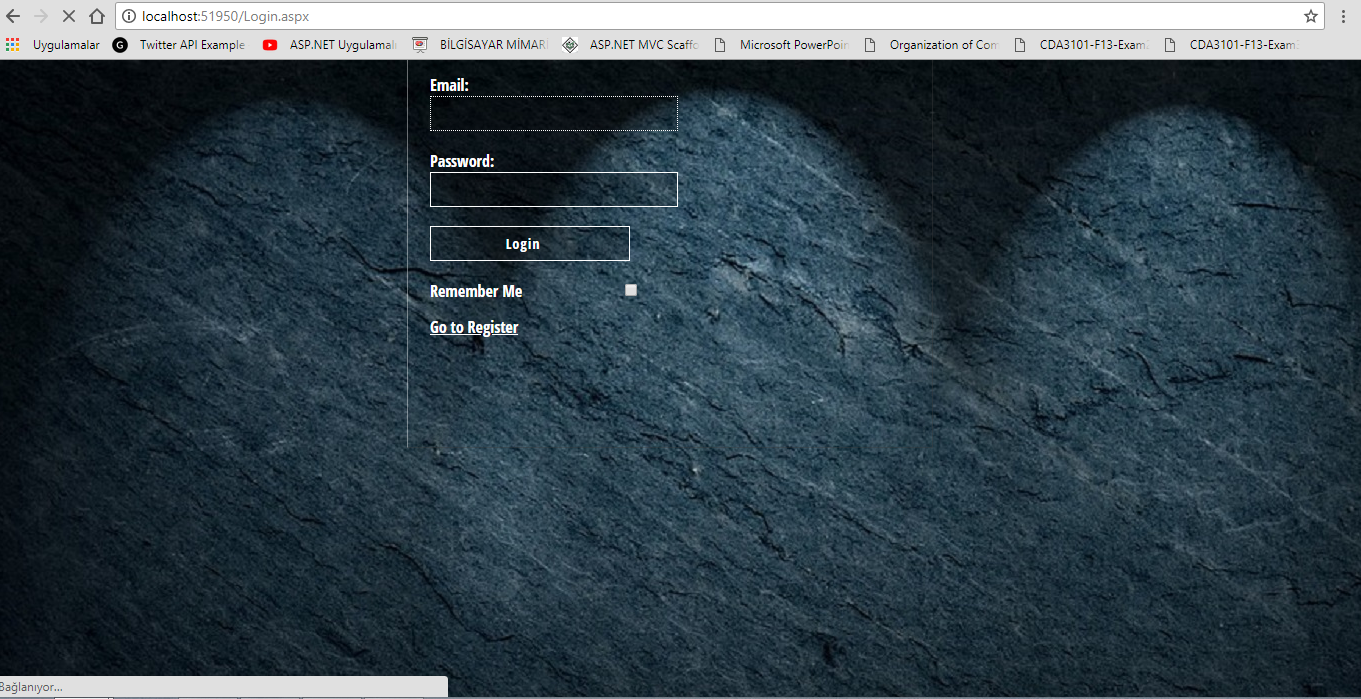 localhost:51950/Login.aspx
Uygulamalar Twitter API Example ASP.NET Uygulamalı BİLGİSAYAR MİMARİ ASP.NET MVC Scaffo Microsoft PowerPoin Organization of Com CDA3101-F13-Exam CDA3101-F13-Exam
Email:
Password:
Login
Remember Me
Go to Register
Bağlanıyor...